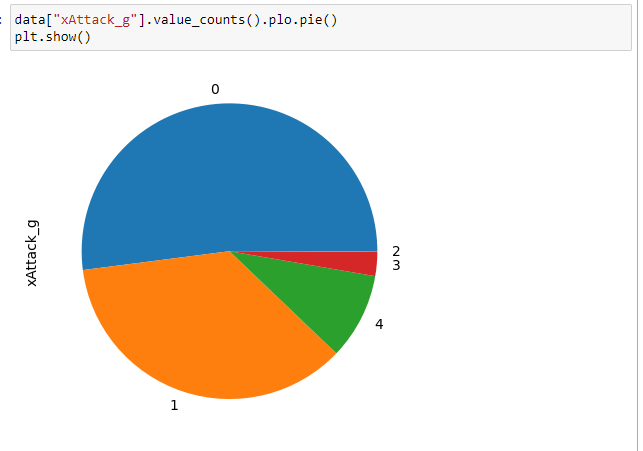 :
data["xAttack_g"].value_counts().plo.pie()
plt.show()
0
xAttack_g
2
3
4
1